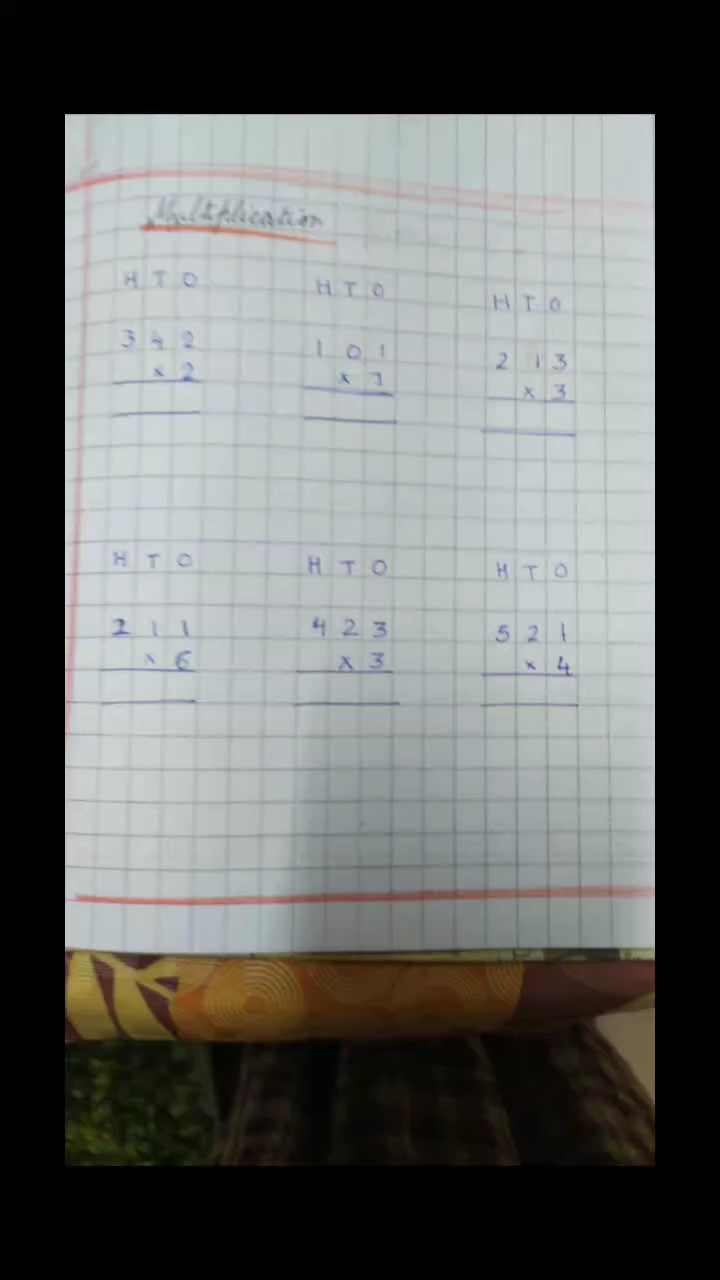 Multiplication
H T O    H T O    H T O
3 4 2    1 0 1    2 1 3
x 2    x 7    x 3
H T O    H T O    H T O
2 1 1    4 2 3    5 2 1
x 6    x 3    x 4